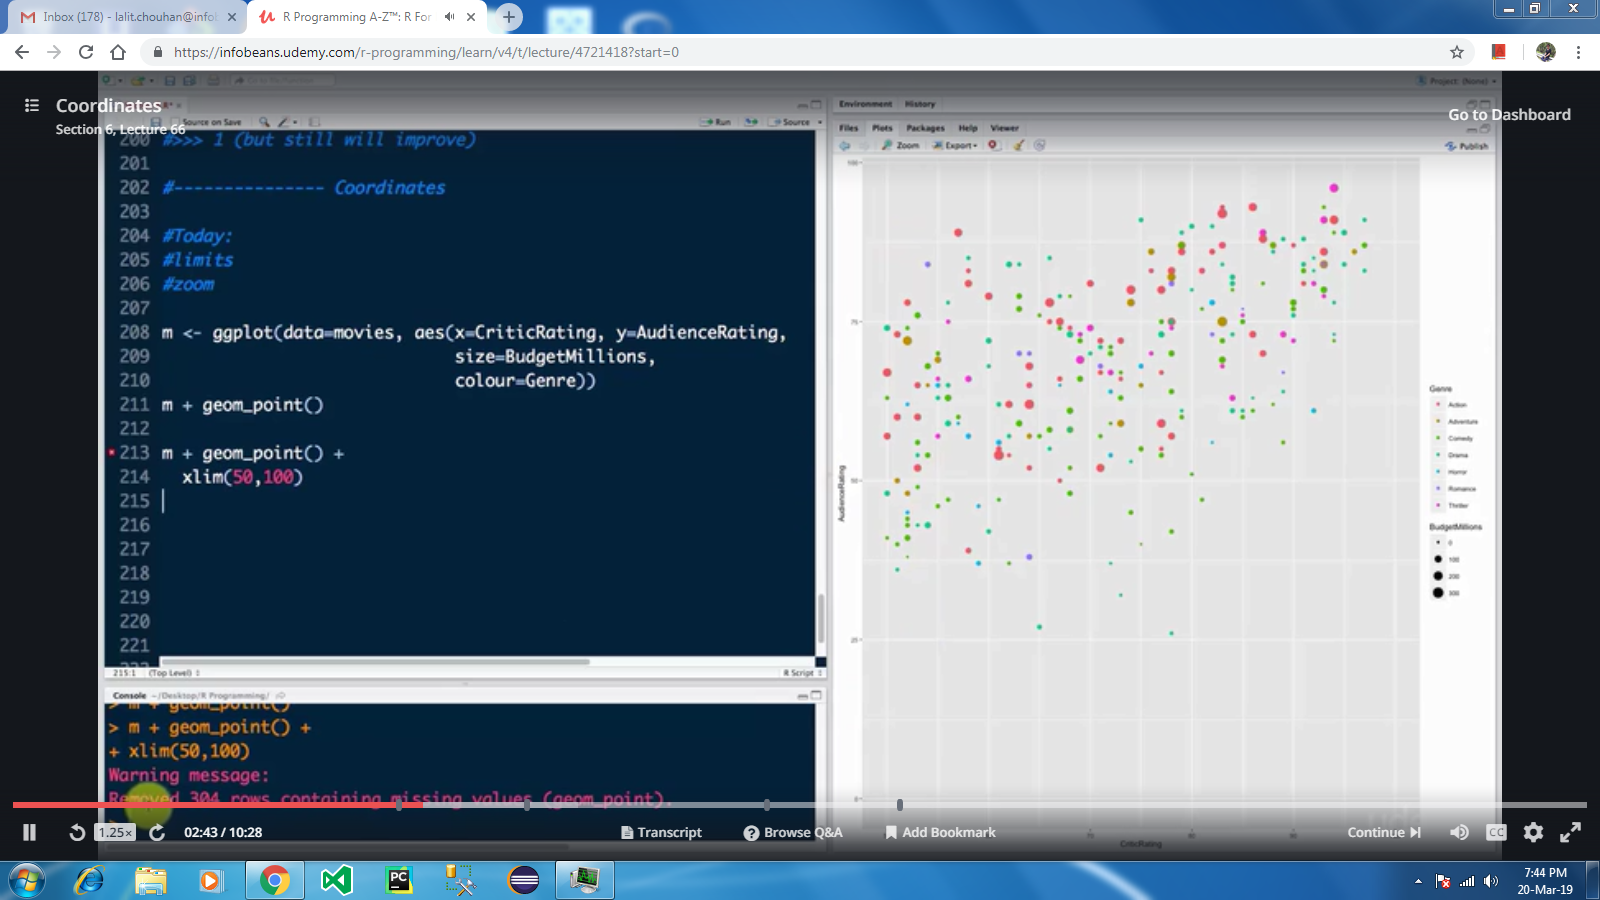 Inbox (178) - lalit.chouhan@infob
R Programming A-Z™: R For
https://infobeans.udemy.com/r-programming/learn/v4/t/lecture/4721418?start=0
Coordinates
Section 6, Lecture 66
Go to Dashboard
Project: (None)
Source on Save
Run
Source
200 #>>> 1 (but still will improve)
201
202 #--------------- Coordinates
203
204 #Today:
205 #limits
206 #zoom
207
208 m <- ggplot(data=movies, aes(x=CriticRating, y=AudienceRating,
209 size=BudgetMillions,
210 colour=Genre))
211 m + geom_point()
212
213 m + geom_point() +
214 xlim(50,100)
215
216
217
218
219
220
221
215:1 (Top Level)
R Script
Console ~/Desktop/R Programming/
> m + geom_point()
> m + geom_point() +
+ xlim(50,100)
Warning message:
Removed 304 rows containing missing values (geom_point).
>
Environment History
Files Plots Packages Help Viewer
Zoom Export
Publish
100
75
50
25
0
AudienceRating
CriticRating
Genre
Action
Adventure
Comedy
Drama
Horror
Romance
Thriller
BudgetMillions
0
100
200
300
1.25x
02:43 / 10:28
Transcript
Browse Q&A
Add Bookmark
Continue
CC
PC
7:44 PM
20-Mar-19